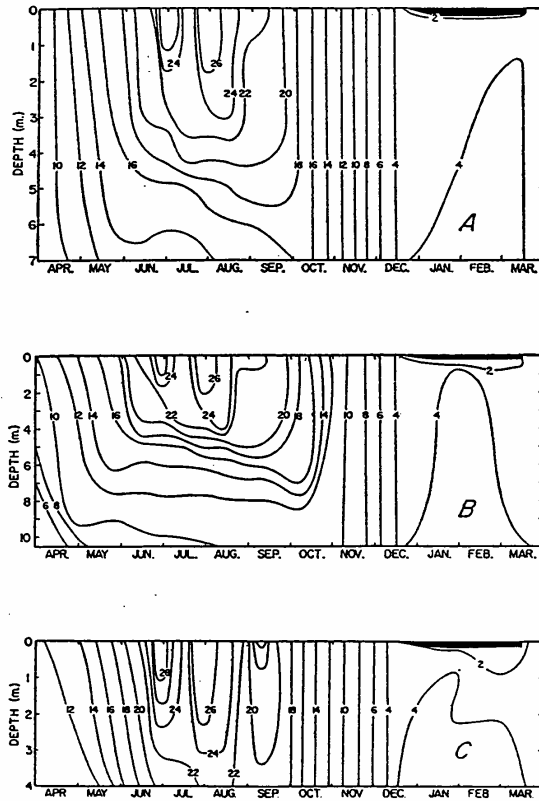 0
1
2
3
4
5
6
7
DEPTH (m.)
10 12 14 16 24 26 24 22 20 18 16 14 12 10 8 6 4 4 2
A
APR. MAY JUN. JUL. AUG. SEP. OCT. NOV. DEC. JAN. FEB. MAR.
0
2
4
6
8
10
DEPTH (m.)
6 8 10 12 14 16 24 22 26 24 20 18 14 10 8 6 4 4 2
B
APR. MAY JUN. JUL. AUG. SEP. OCT. NOV. DEC. JAN. FEB. MAR.
0
1
2
3
4
DEPTH (m.)
12 14 16 18 20 24 22 26 24 22 20 18 14 10 6 4 4 2
C
APR. MAY JUN. JUL. AUG. SEP. OCT. NOV. DEC. JAN. FEB. MAR.